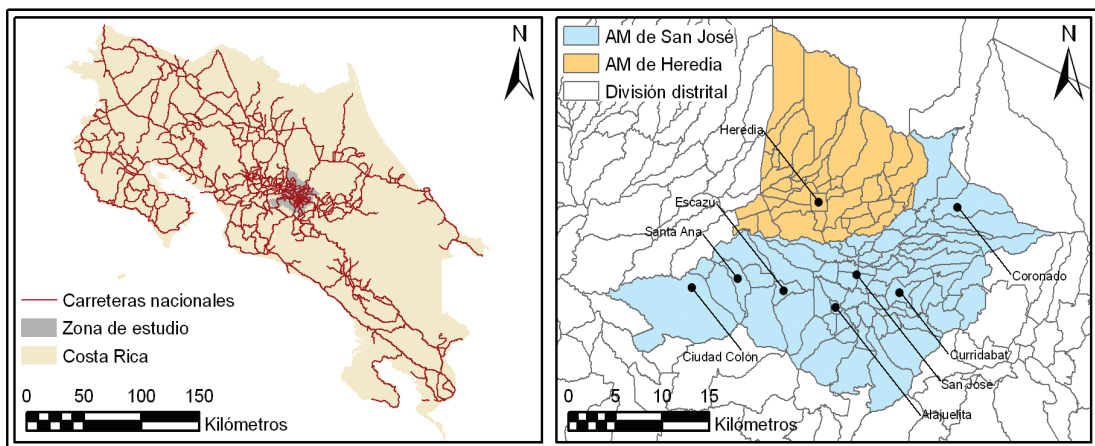 N
Carreteras nacionales
Zona de estudio
Costa Rica
0 50 100 150
Kilómetros
AM de San José
AM de Heredia
División distrital
N
Heredia
Escazú
Santa Ana
Coronado
Ciudad Colón
Curridabat
San José
Alajuelita
0 5 10 15
Kilómetros